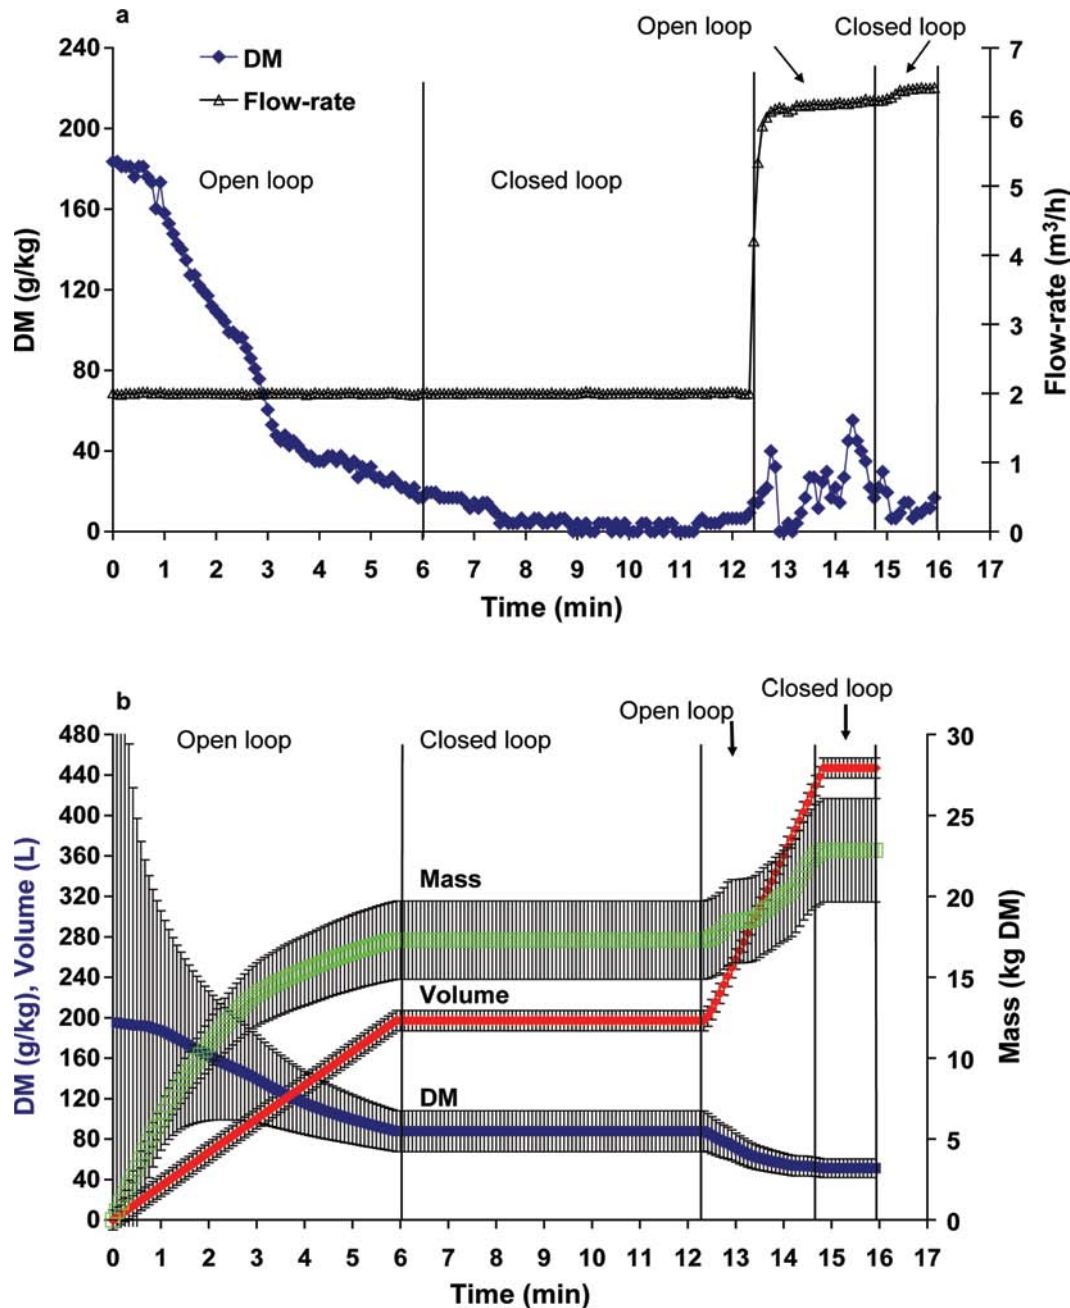 a
Open loop
Closed loop
240
200
160
120
80
40
0
DM (g/kg)
DM
Flow-rate
Open loop
Closed loop
7
6
5
4
3
2
1
0
Flow-rate (m³/h)
0 1 2 3 4 5 6 7 8 9 10 11 12 13 14 15 16 17
Time (min)
b
Open loop
Closed loop
Open loop
Closed loop
480
440
400
360
320
280
240
200
160
120
80
40
0
DM (g/kg), Volume (L)
Mass
Volume
DM
30
25
20
15
10
5
0
Mass (kg DM)
0 1 2 3 4 5 6 7 8 9 10 11 12 13 14 15 16 17
Time (min)